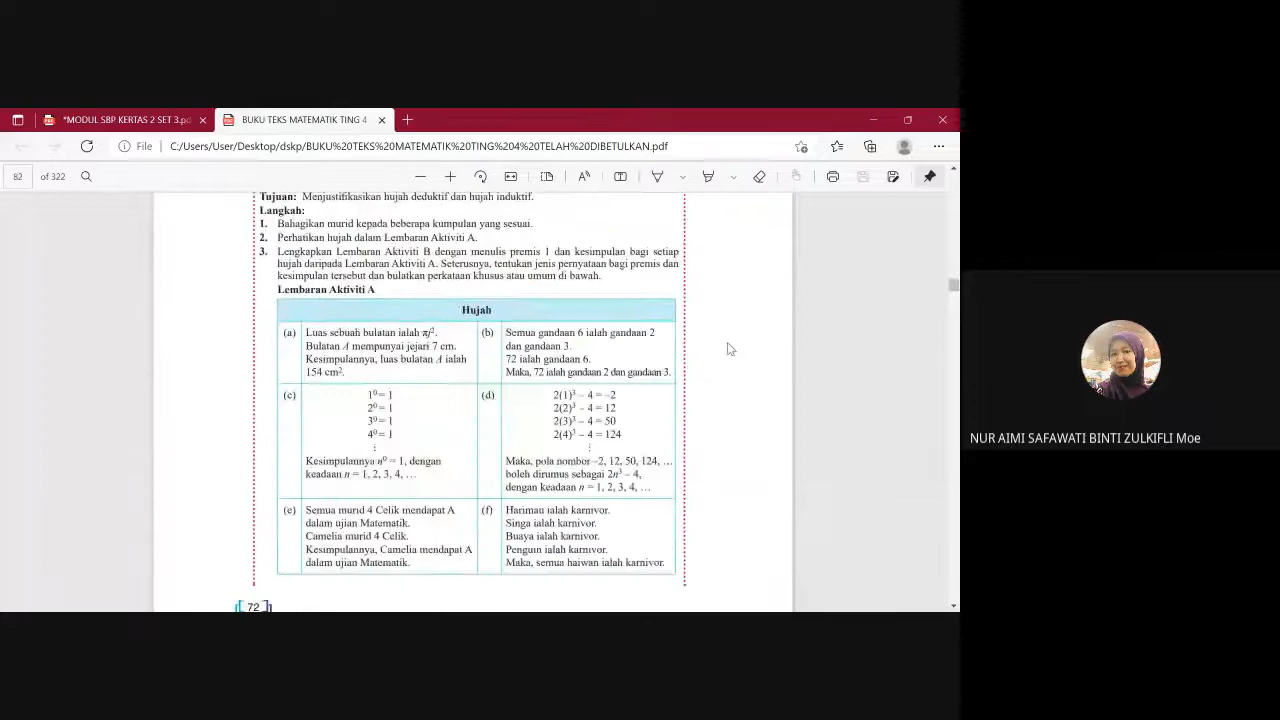 *MODUL SBP KERTAS 2 SET 3.pd
BUKU TEKS MATEMATIK TING 4
File
C:/Users/User/Desktop/dskp/BUKU%20TEKS%20MATEMATIK%20TING%204%20TELAH%20DIBETULKAN.pdf
82 of 322
Tujuan: Menjustifikasikan hujah deduktif dan hujah induktif.
Langkah:
1. Bahagikan murid kepada beberapa kumpulan yang sesuai.
2. Perhatikan hujah dalam Lembaran Aktiviti A.
3. Lengkapkan Lembaran Aktiviti B dengan menulis premis 1 dan kesimpulan bagi setiap
hujah daripada Lembaran Aktiviti A. Seterusnya, tentukan jenis pernyataan bagi premis dan
kesimpulan tersebut dan bulatkan perkataan khusus atau umum di bawah.
Lembaran Aktiviti A
Hujah
(a) Luas sebuah bulatan ialah πj².
Bulatan A mempunyai jejari 7 cm.
Kesimpulannya, luas bulatan A ialah
154 cm².
(b) Semua gandaan 6 ialah gandaan 2
dan gandaan 3.
72 ialah gandaan 6.
Maka, 72 ialah gandaan 2 dan gandaan 3.
(c) 1⁰ = 1
2⁰ = 1
3⁰ = 1
4⁰ = 1
⋮
Kesimpulannya n⁰ = 1, dengan
keadaan n = 1, 2, 3, 4, …
(d) 2(1)³ – 4 = –2
2(2)³ – 4 = 12
2(3)³ – 4 = 50
2(4)³ – 4 = 124
⋮
Maka, pola nombor –2, 12, 50, 124, …
boleh dirumus sebagai 2n³ – 4,
dengan keadaan n = 1, 2, 3, 4, …
(e) Semua murid 4 Celik mendapat A
dalam ujian Matematik.
Camelia murid 4 Celik.
Kesimpulannya, Camelia mendapat A
dalam ujian Matematik.
(f) Harimau ialah karnivor.
Singa ialah karnivor.
Buaya ialah karnivor.
Penguin ialah karnivor.
Maka, semua haiwan ialah karnivor.
72
NUR AIMI SAFAWATI BINTI ZULKIFLI Moe